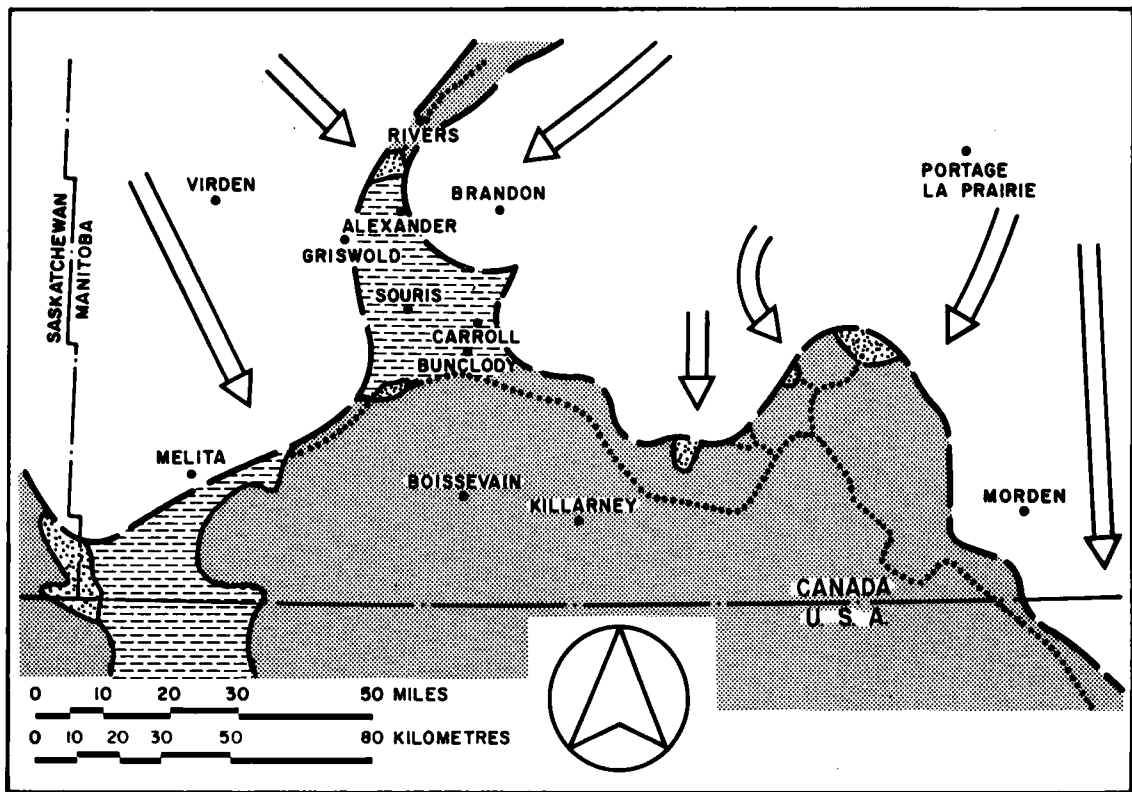 RIVERS
VIRDEN
BRANDON
PORTAGE
LA PRAIRIE
ALEXANDER
GRISWOLD
SASKATCHEWAN
MANITOBA
SOURIS
CARROLL
BUNCLODY
MELITA
BOISSEVAIN
KILLARNEY
MORDEN
CANADA
U. S. A.
0 10 20 30 50 MILES
0 10 20 30 50 80 KILOMETRES